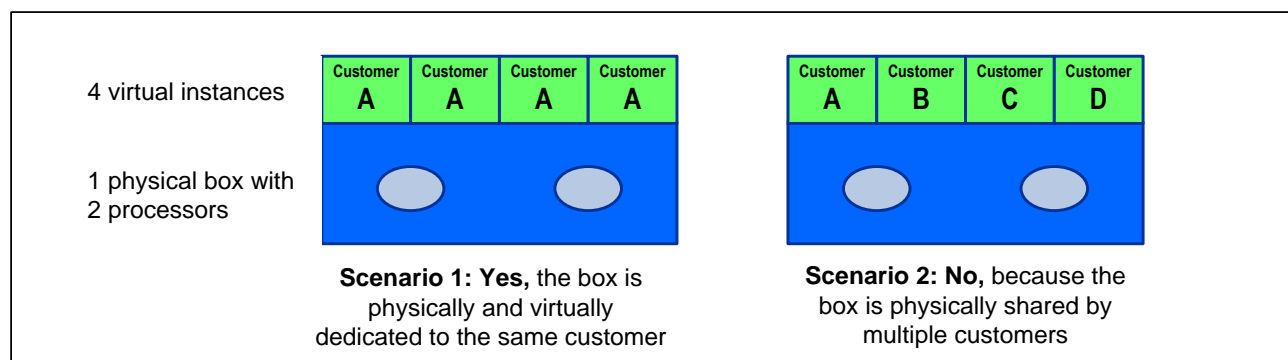 4 virtual instances
Customer
A
Customer
A
Customer
A
Customer
A
Customer
A
Customer
B
Customer
C
Customer
D
1 physical box with
2 processors
Scenario 1: Yes, the box is
physically and virtually
dedicated to the same customer
Scenario 2: No, because the
box is physically shared by
multiple customers